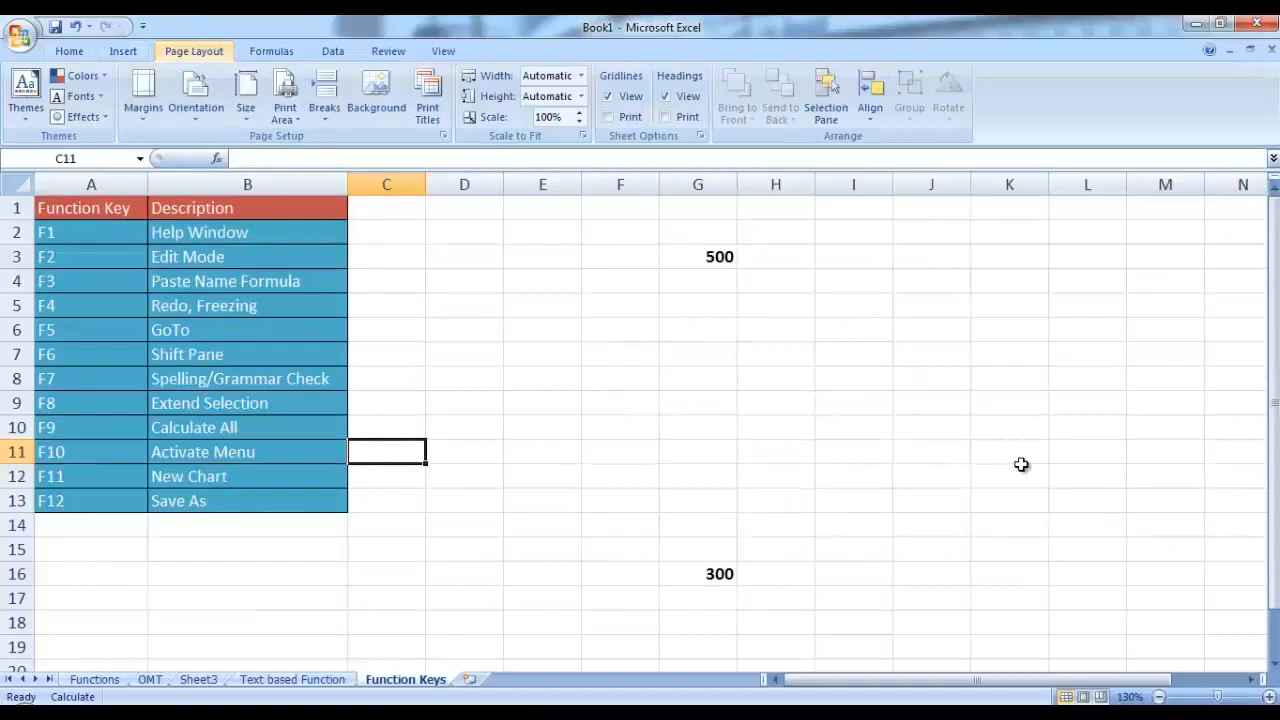 Book1 - Microsoft Excel
Home Insert Page Layout Formulas Data Review View
Colors Width: Automatic Gridlines Headings
Fonts Height: Automatic View View
Effects Scale: 100% Print Print
Themes Margins Orientation Size Print Area Breaks Background Print Titles Bring to Front Send to Back Selection Pane Align Group Rotate
Themes Page Setup Scale to Fit Sheet Options Arrange
C11 fx
A B C D E F G H I J K L M N
1 Function Key Description
2 F1 Help Window
3 F2 Edit Mode 500
4 F3 Paste Name Formula
5 F4 Redo, Freezing
6 F5 GoTo
7 F6 Shift Pane
8 F7 Spelling/Grammar Check
9 F8 Extend Selection
10 F9 Calculate All
11 F10 Activate Menu
12 F11 New Chart
13 F12 Save As
14
15
16 300
17
18
19
20
Functions OMT Sheet3 Text based Function Function Keys
Ready Calculate 130%